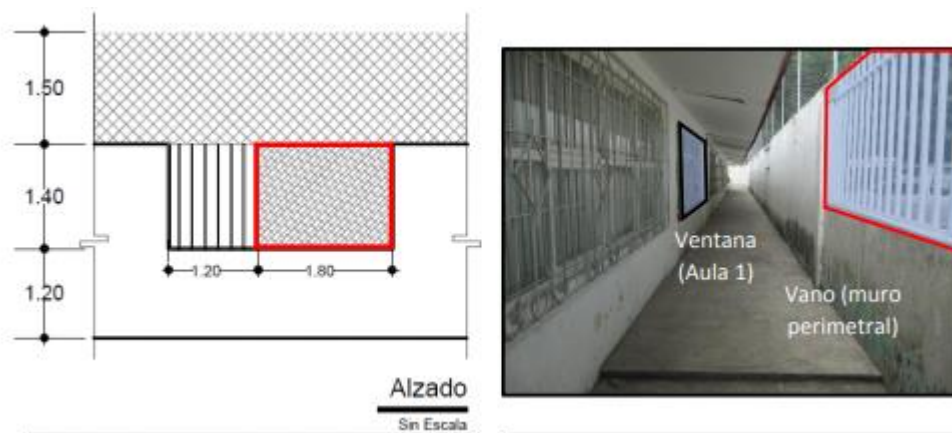 1.50
1.40
1.20
1.20
1.80
Alzado
Sin Escala
Ventana
(Aula 1)
Vano (muro
perimetral)